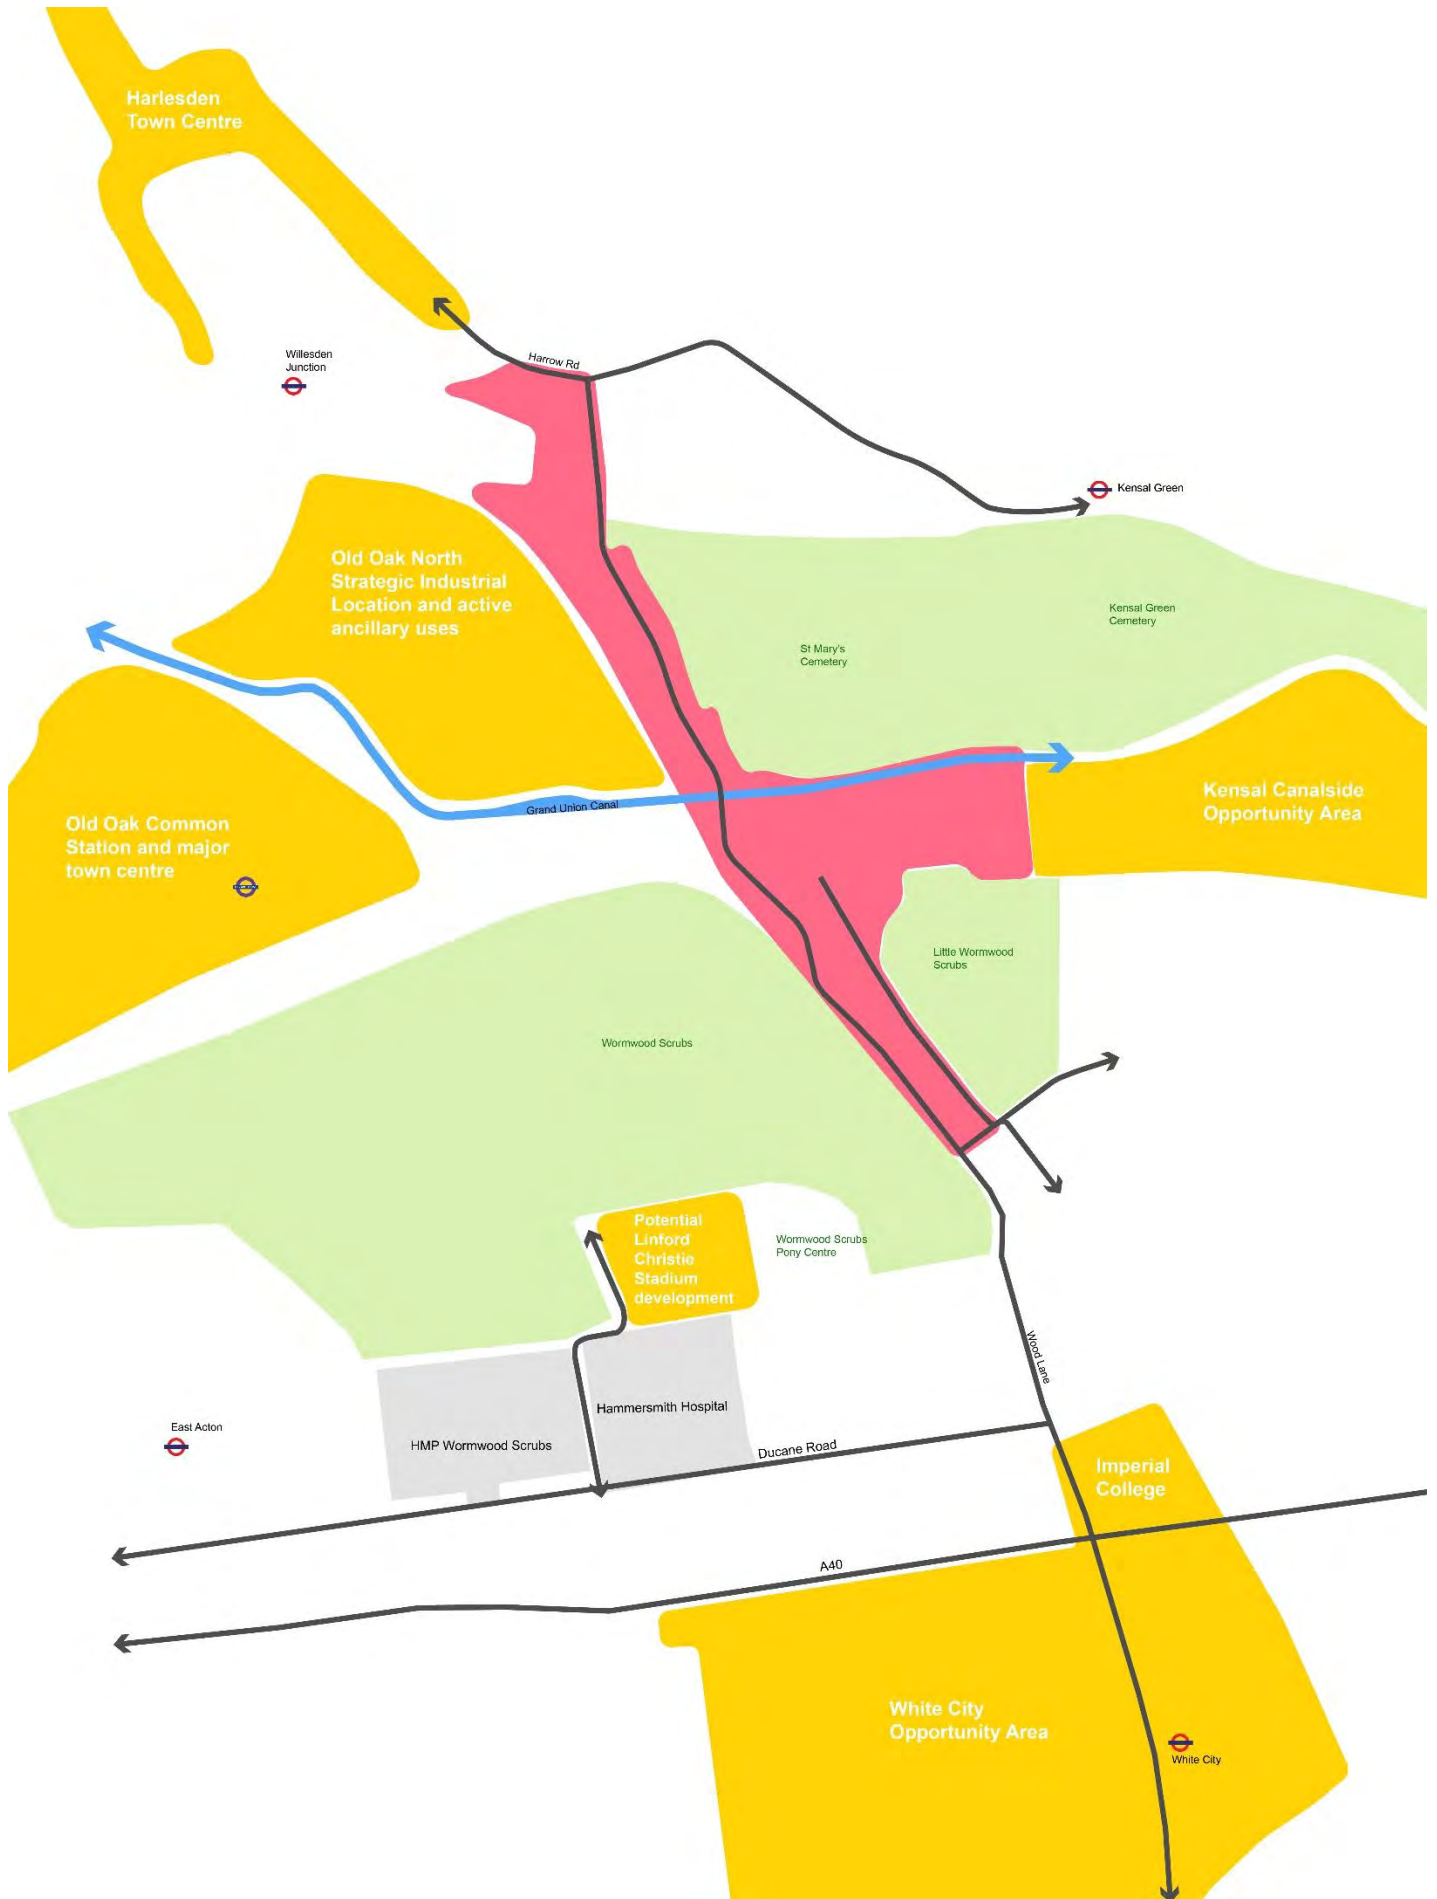 Harlesden
Town Centre
Willesden
Junction
Harrow Rd
Kensal Green
Old Oak North
Strategic Industrial
Location and active
ancillary uses
Kensal Green
Cemetery
St Mary's
Cemetery
Grand Union Canal
Kensal Canalside
Opportunity Area
Old Oak Common
Station and major
town centre
Little Wormwood
Scrubs
Wormwood Scrubs
Potential
Linford
Christie
Stadium
development
Wormwood Scrubs
Pony Centre
Wood Lane
Hammersmith Hospital
East Acton
HMP Wormwood Scrubs
Ducane Road
Imperial
College
A40
White City
Opportunity Area
White City